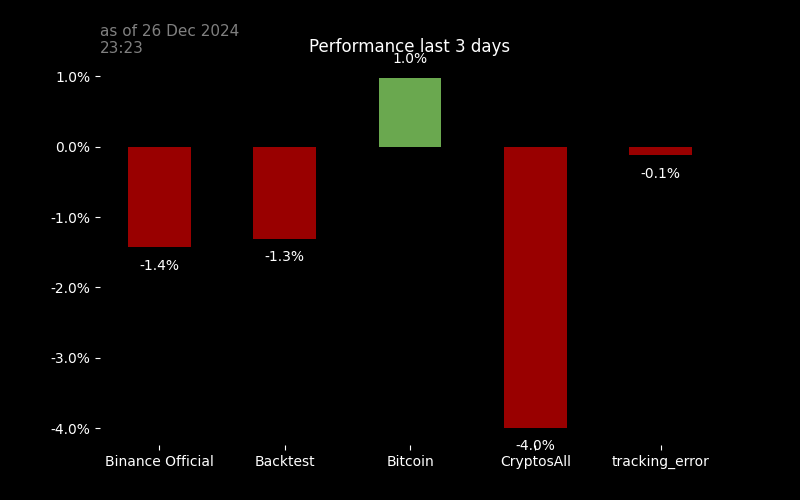 as of 26 Dec 2024
23:23
Performance last 3 days
1.0%
1.0%
0.0%
-0.1%
-1.0%
-1.4%
-1.3%
-2.0%
-3.0%
-4.0%
-4.0%
Binance Official
Backtest
Bitcoin
CryptosAll
tracking_error